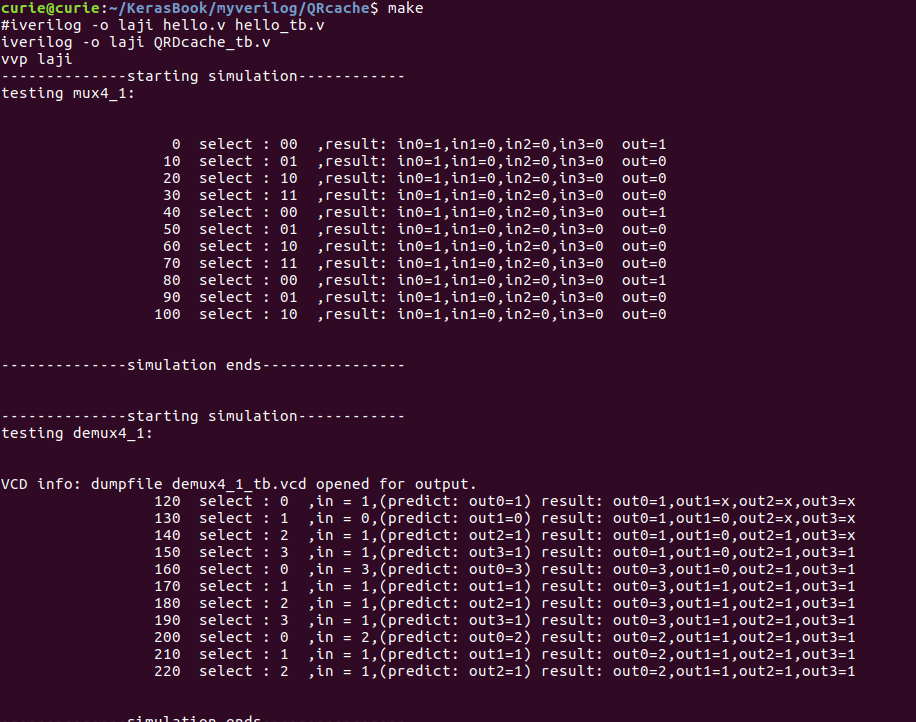 curie@curie:~/KerasBook/myverilog/QRcache$ make
#iverilog -o laji hello.v hello_tb.v
iverilog -o laji QRDcache_tb.v
vvp laji
--------------starting simulation------------
testing mux4_1:
0  select : 00  ,result: in0=1,in1=0,in2=0,in3=0  out=1
10  select : 01  ,result: in0=1,in1=0,in2=0,in3=0  out=0
20  select : 10  ,result: in0=1,in1=0,in2=0,in3=0  out=0
30  select : 11  ,result: in0=1,in1=0,in2=0,in3=0  out=0
40  select : 00  ,result: in0=1,in1=0,in2=0,in3=0  out=1
50  select : 01  ,result: in0=1,in1=0,in2=0,in3=0  out=0
60  select : 10  ,result: in0=1,in1=0,in2=0,in3=0  out=0
70  select : 11  ,result: in0=1,in1=0,in2=0,in3=0  out=0
80  select : 00  ,result: in0=1,in1=0,in2=0,in3=0  out=1
90  select : 01  ,result: in0=1,in1=0,in2=0,in3=0  out=0
100  select : 10  ,result: in0=1,in1=0,in2=0,in3=0  out=0
--------------simulation ends----------------
--------------starting simulation------------
testing demux4_1:
VCD info: dumpfile demux4_1_tb.vcd opened for output.
120  select : 0  ,in = 1,(predict: out0=1) result: out0=1,out1=x,out2=x,out3=x
130  select : 1  ,in = 0,(predict: out1=0) result: out0=1,out1=0,out2=x,out3=x
140  select : 2  ,in = 1,(predict: out2=1) result: out0=1,out1=0,out2=1,out3=x
150  select : 3  ,in = 1,(predict: out3=1) result: out0=1,out1=0,out2=1,out3=1
160  select : 0  ,in = 3,(predict: out0=3) result: out0=3,out1=0,out2=1,out3=1
170  select : 1  ,in = 1,(predict: out1=1) result: out0=3,out1=1,out2=1,out3=1
180  select : 2  ,in = 1,(predict: out2=1) result: out0=3,out1=1,out2=1,out3=1
190  select : 3  ,in = 1,(predict: out3=1) result: out0=3,out1=1,out2=1,out3=1
200  select : 0  ,in = 2,(predict: out0=2) result: out0=2,out1=1,out2=1,out3=1
210  select : 1  ,in = 1,(predict: out1=1) result: out0=2,out1=1,out2=1,out3=1
220  select : 2  ,in = 1,(predict: out2=1) result: out0=2,out1=1,out2=1,out3=1
simulation ends